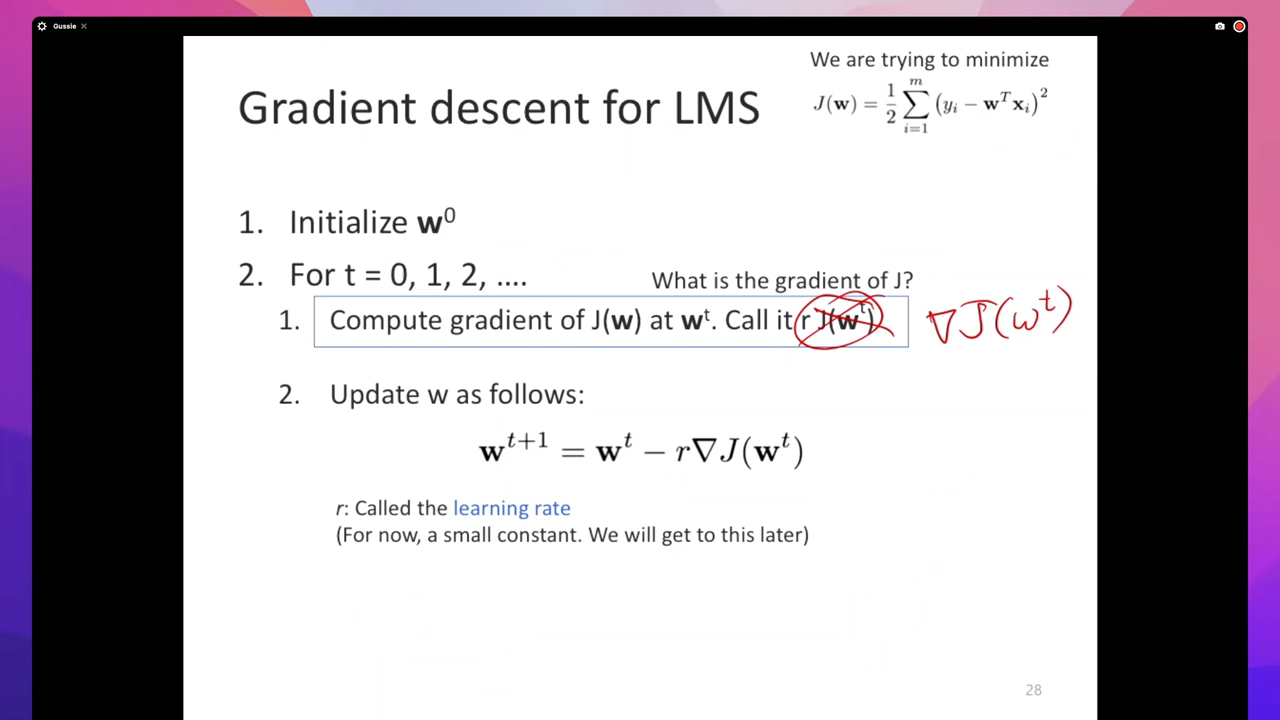 Gussie
We are trying to minimize
J(w) = 1/2 ∑_{i=1}^{m} (y_i − w^T x_i)^2
Gradient descent for LMS
1. Initialize w^0
2. For t = 0, 1, 2, ....
What is the gradient of J?
1. Compute gradient of J(w) at w^t. Call it r J(w^t)
∇J(w^t)
2. Update w as follows:
w^{t+1} = w^t − r∇J(w^t)
r: Called the learning rate
(For now, a small constant. We will get to this later)
28